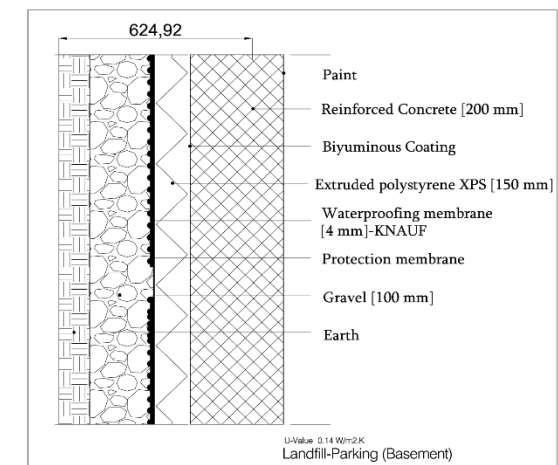 624,92
Paint
Reinforced Concrete [200 mm]
Biyuminous Coating
Extruded polystyrene XPS [150 mm]
Waterproofing membrane
[4 mm]-KNAUF
Protection membrane
Gravel [100 mm]
Earth
U-Value 0.14 W/m2.K
Landfill-Parking (Basement)